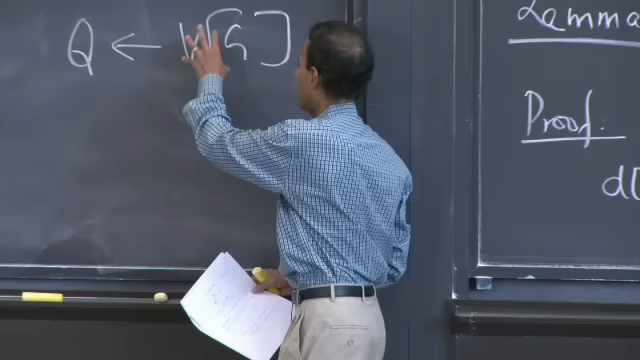 Q ← V[G]
Lemma
Proof:
d[